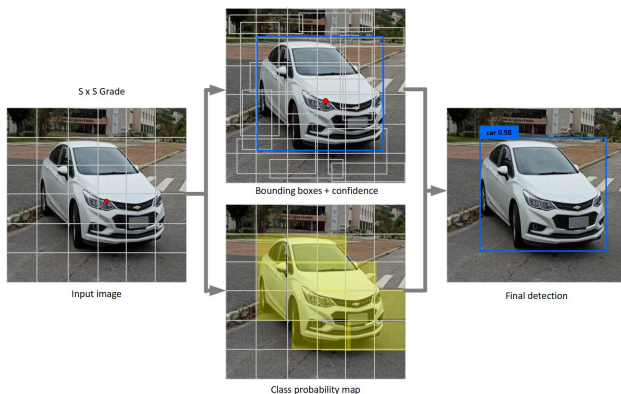 S x S Grade
Input image
Bounding boxes + confidence
Class probability map
car 0.98
Final detection